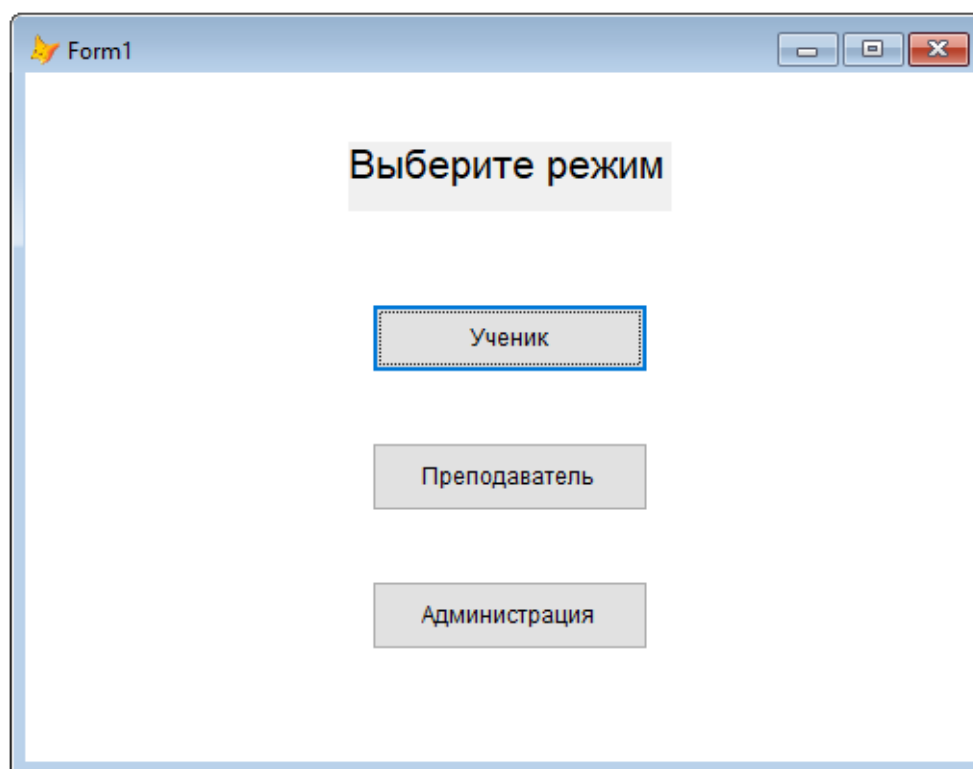 Form1
Выберите режим
Ученик
Преподаватель
Администрация